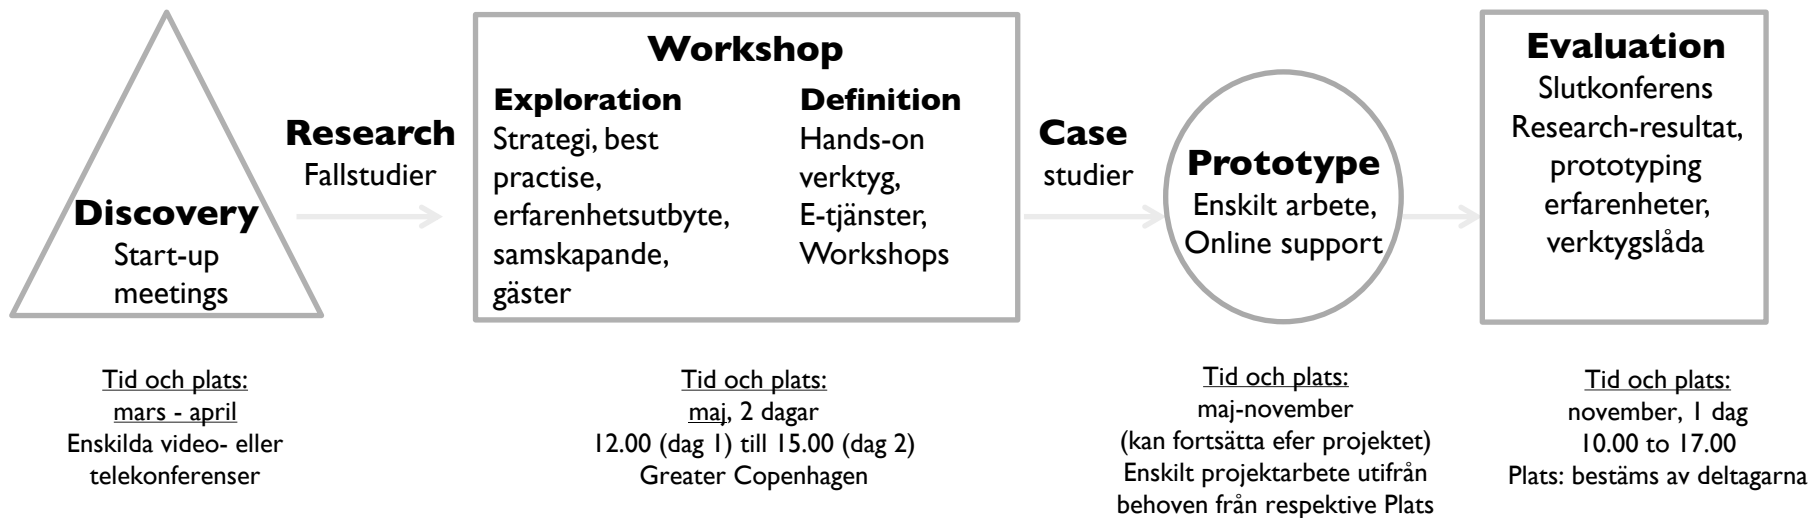 Discovery
Start-up
meetings
Research
Fallstudier
Workshop
Exploration
Strategi, best
practise,
erfarenhetsutbyte,
samskapande,
gäster
Definition
Hands-on
verktyg,
E-tjänster,
Workshops
Case
studier
Prototype
Enskilt arbete,
Online support
Evaluation
Slutkonferens
Research-resultat,
prototyping
erfarenheter,
verktygslåda
Tid och plats:
mars - april
Enskilda video- eller
telekonferenser
Tid och plats:
maj, 2 dagar
12.00 (dag 1) till 15.00 (dag 2)
Greater Copenhagen
Tid och plats:
maj-november
(kan fortsätta efer projektet)
Enskilt projektarbete utifrån
behoven från respektive Plats
Tid och plats:
november, 1 dag
10.00 to 17.00
Plats: bestäms av deltagarna